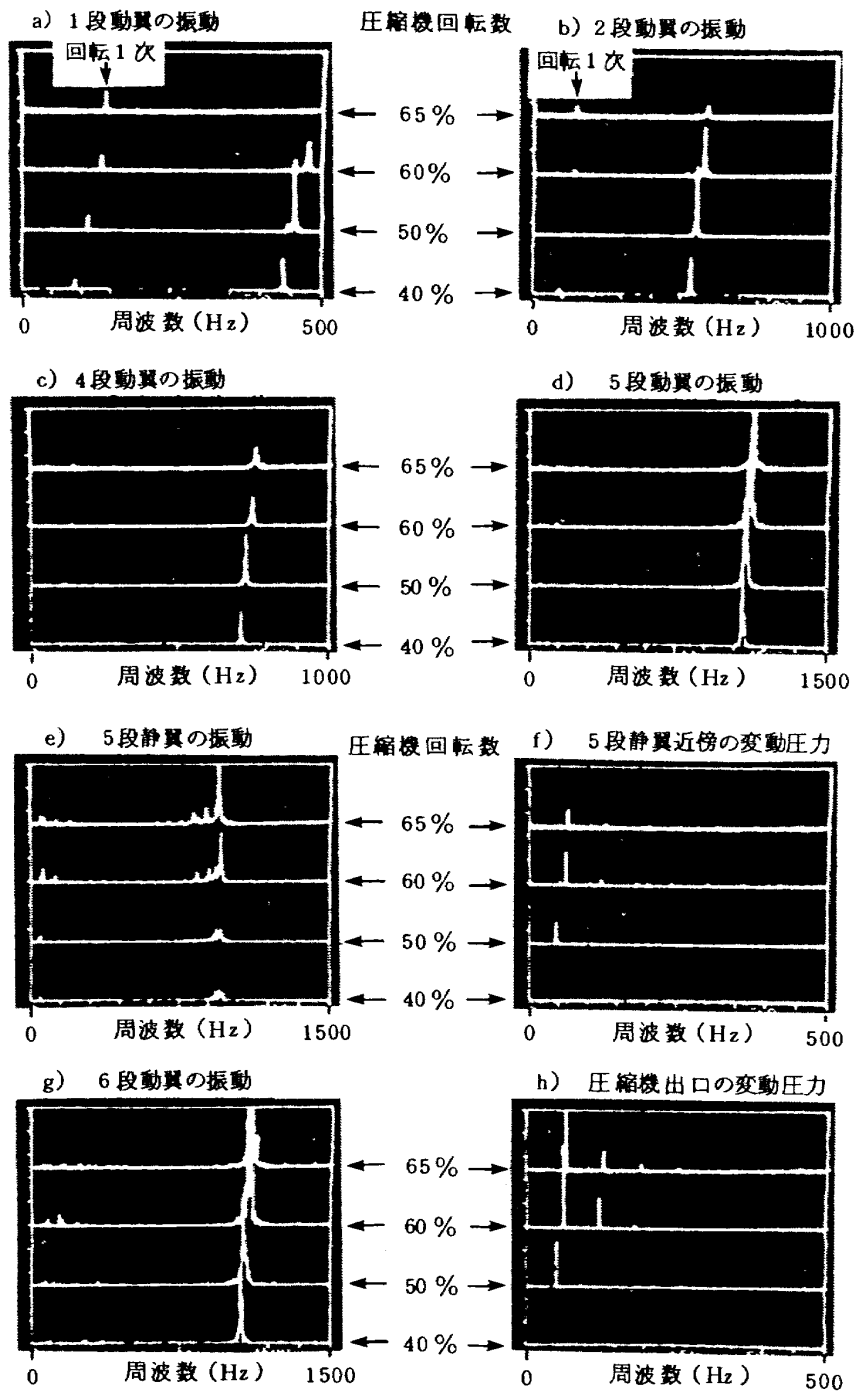 a) 1段動翼の振動
圧縮機回転数
b) 2段動翼の振動
回転1次
回転1次
65%
60%
50%
40%
0
500
周波数(Hz)
0
1000
周波数(Hz)
c) 4段動翼の振動
d) 5段動翼の振動
65%
60%
50%
40%
0
周波数(Hz)
1000
0
周波数(Hz)
1500
e) 5段静翼の振動
圧縮機回転数
f) 5段静翼近傍の変動圧力
65%
60%
50%
40%
0
周波数(Hz)
1500
0
周波数(Hz)
500
g) 6段動翼の振動
h) 圧縮機出口の変動圧力
65%
60%
50%
40%
0
周波数(Hz)
1500
0
周波数(Hz)
500